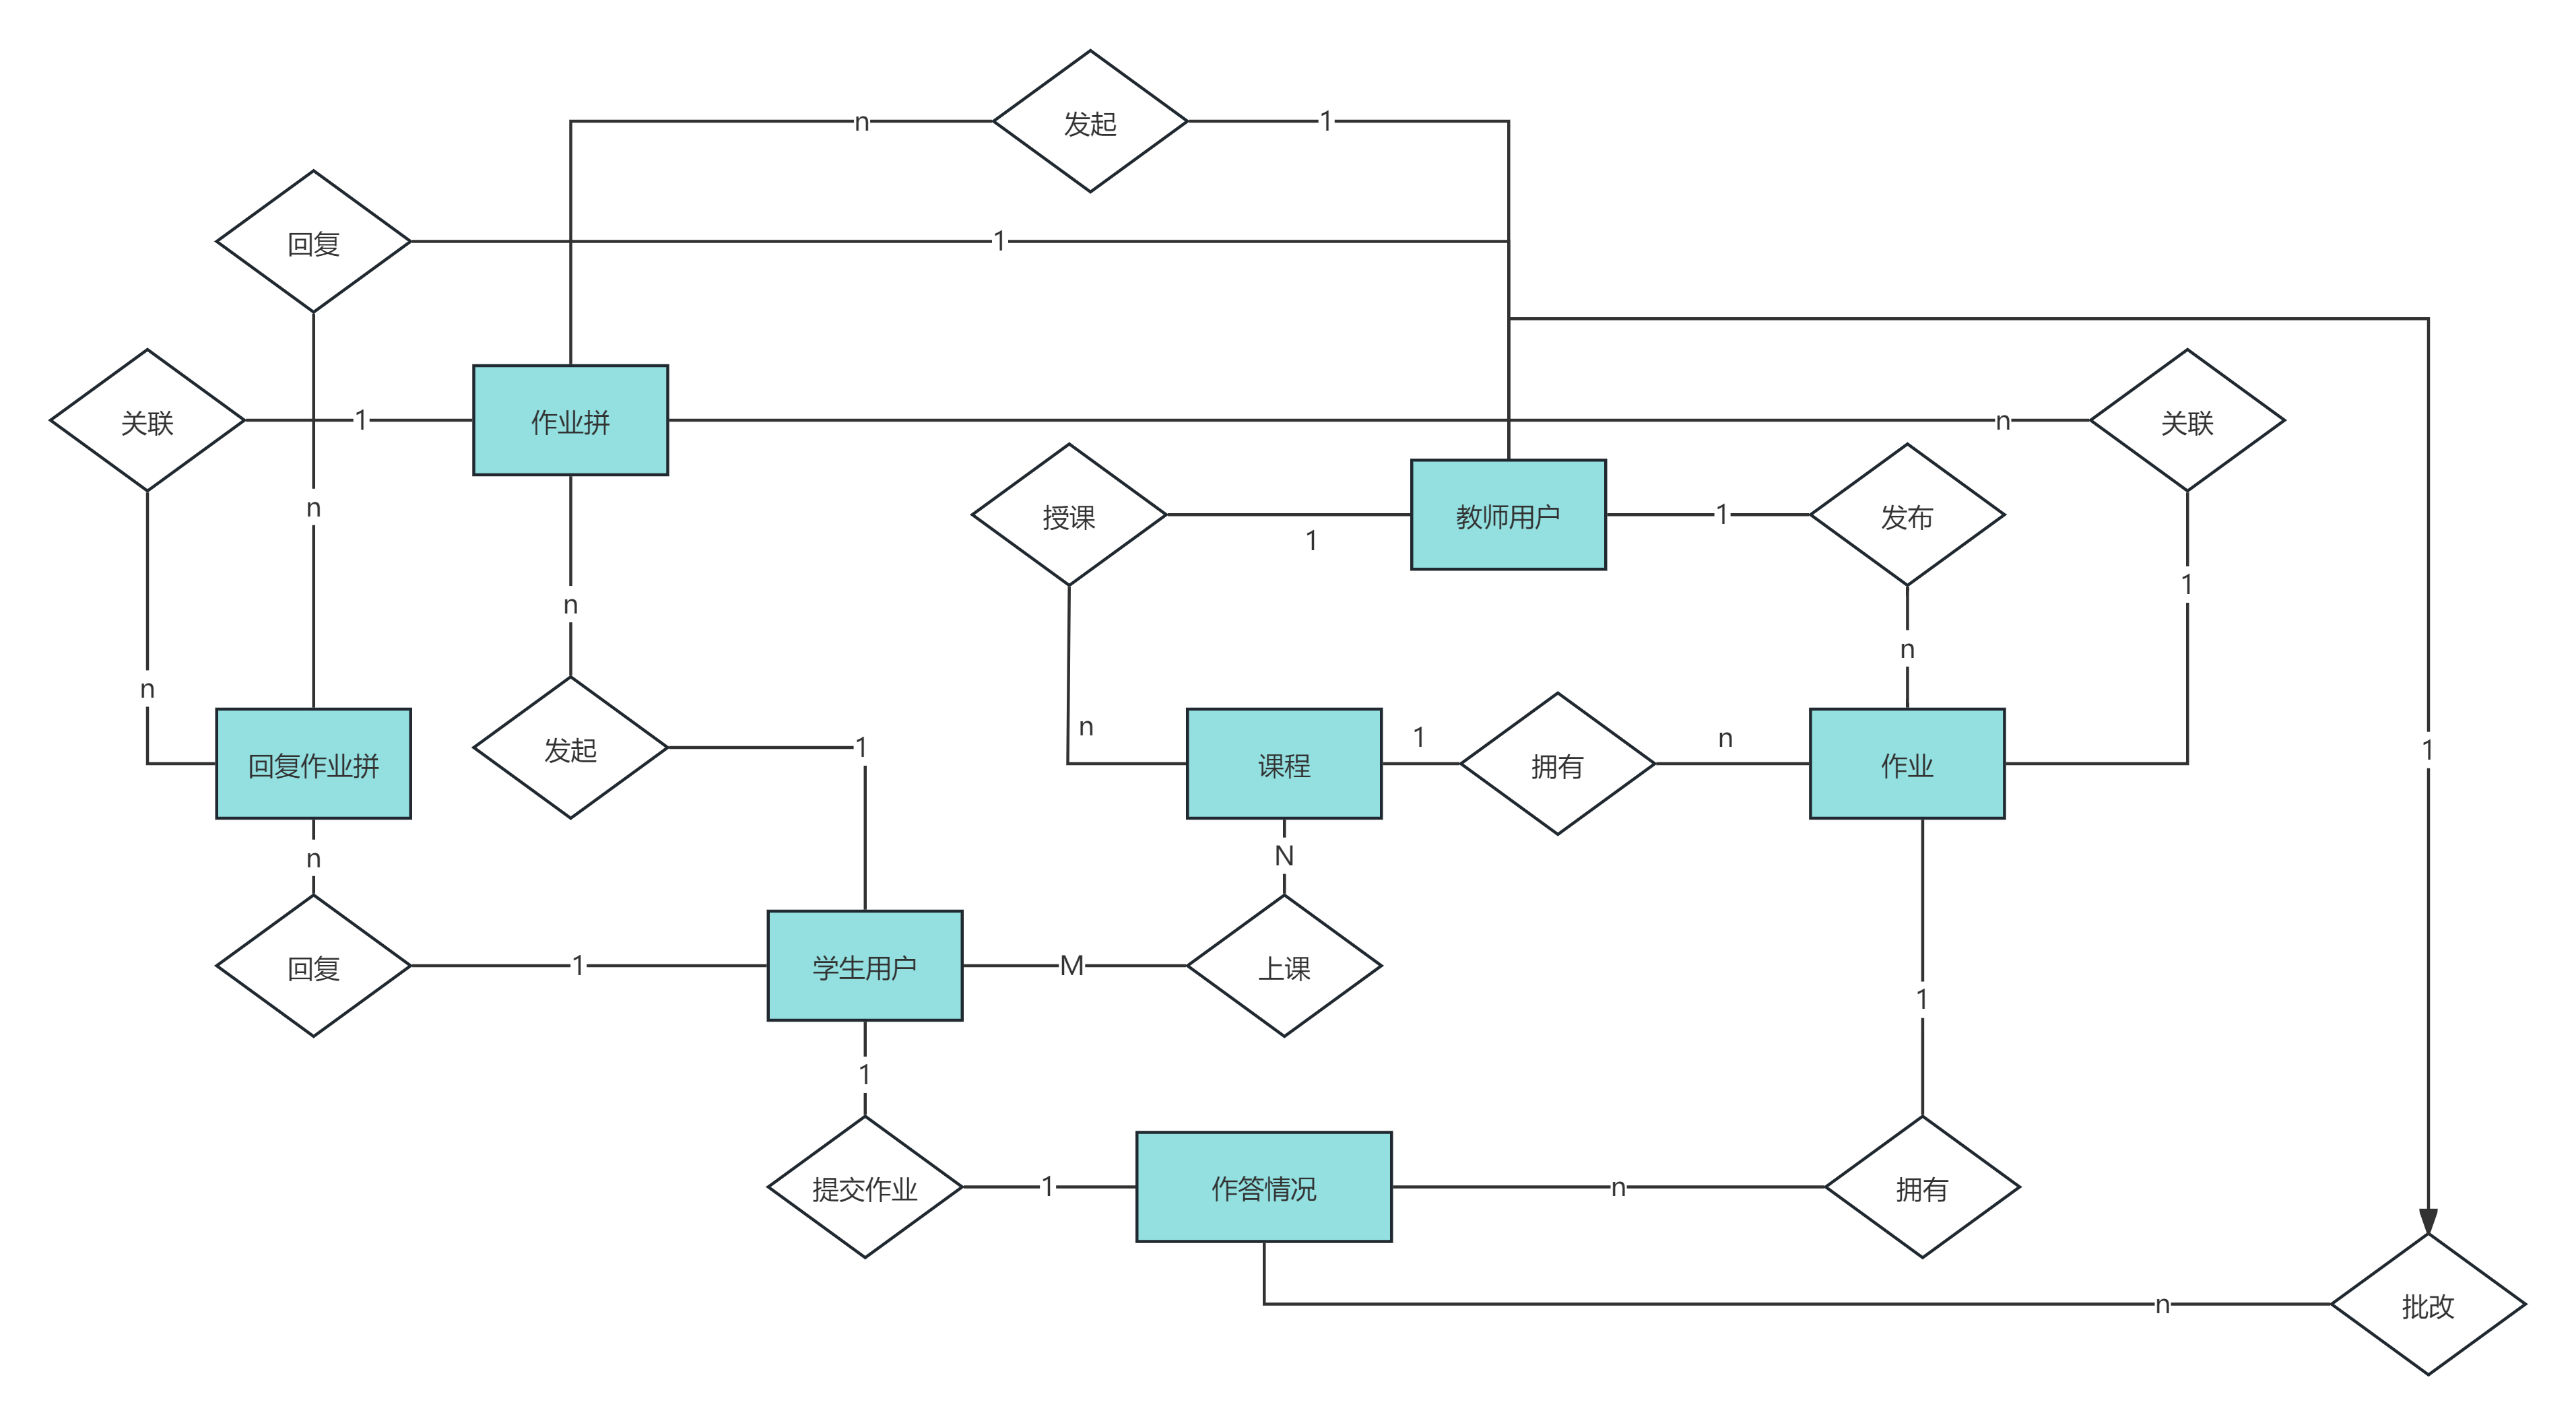 发起
n
1
回复
1
关联
1
作业拼
n
关联
n
授课
1
教师用户
1
发布
1
n
n
n
n
发起
1
n
1
n
1
回复作业拼
课程
拥有
作业
n
N
回复
1
学生用户
M
上课
1
1
提交作业
1
作答情况
n
拥有
n
批改